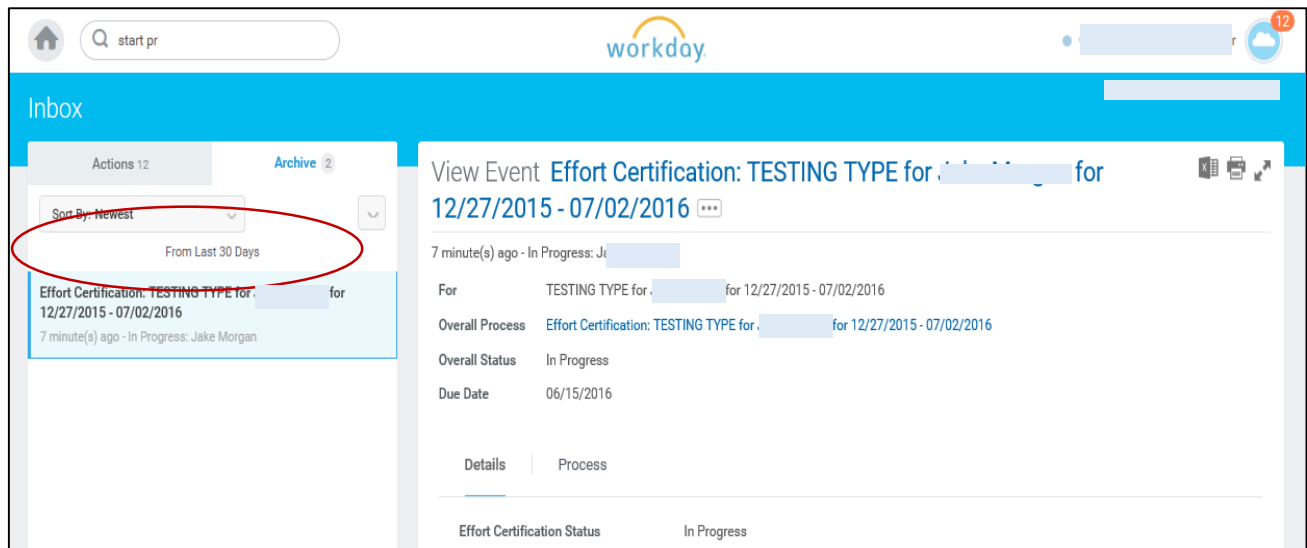 start pr
workday.
r
12
Inbox
Actions 12
Archive 2
Sort By: Newest
From Last 30 Days
Effort Certification: TESTING TYPE for for
12/27/2015 - 07/02/2016
7 minute(s) ago - In Progress: Jake Morgan
View Event Effort Certification: TESTING TYPE for for
12/27/2015 - 07/02/2016
7 minute(s) ago - In Progress: Ja
For TESTING TYPE for for 12/27/2015 - 07/02/2016
Overall Process Effort Certification: TESTING TYPE for for 12/27/2015 - 07/02/2016
Overall Status In Progress
Due Date 06/15/2016
Details Process
Effort Certification Status In Progress